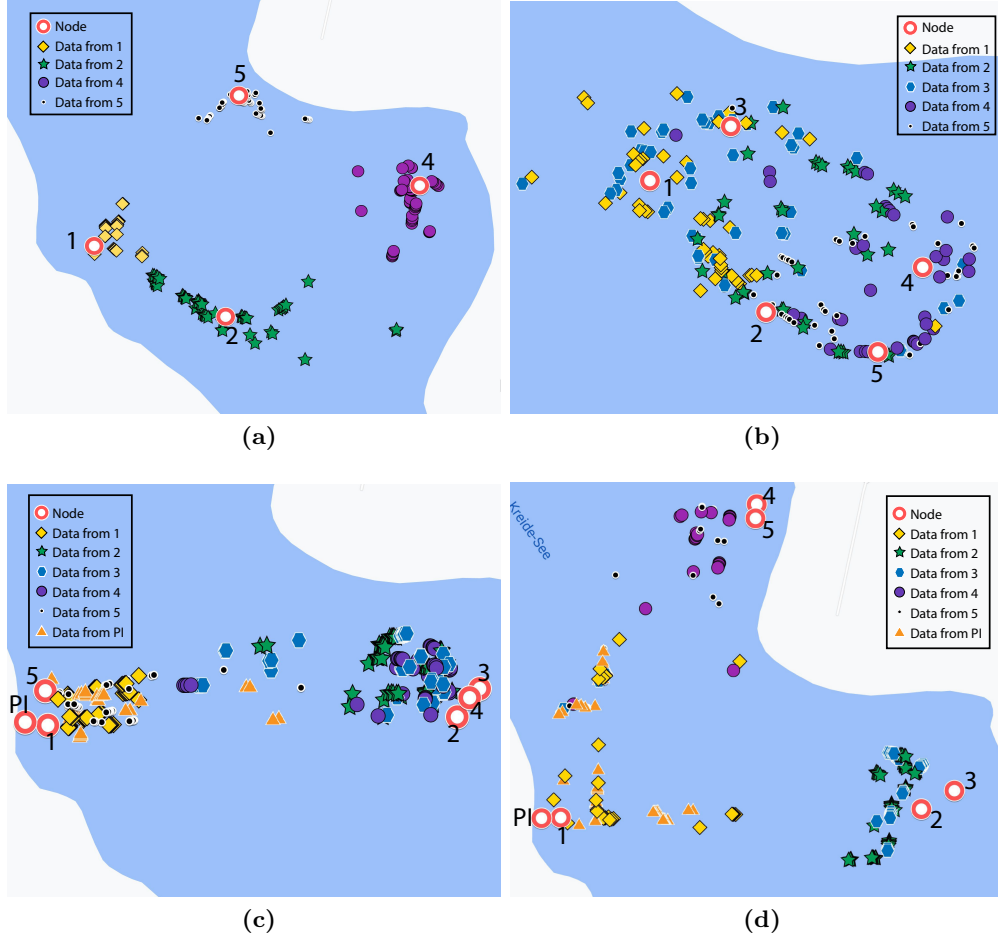 Node
Data from 1
Data from 2
Data from 4
Data from 5
5
4
1
2
(a)
Node
Data from 1
Data from 2
Data from 3
Data from 4
Data from 5
3
1
4
2
5
(b)
Node
Data from 1
Data from 2
Data from 3
Data from 4
Data from 5
Data from PI
5
3
PI
4
1
2
(c)
Kreide-See
4
5
Node
Data from 1
Data from 2
Data from 3
Data from 4
Data from 5
Data from PI
3
PI
1
2
(d)